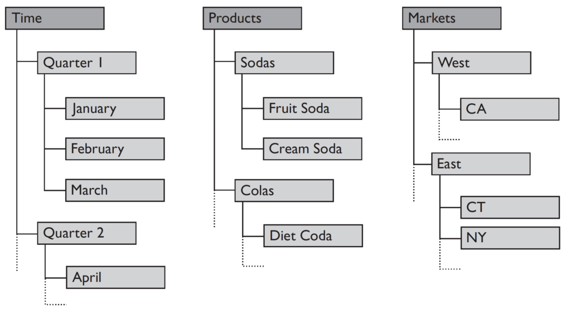 Time
Quarter 1
January
February
March
Quarter 2
April
Products
Sodas
Fruit Soda
Cream Soda
Colas
Diet Coda
Markets
West
CA
East
CT
NY